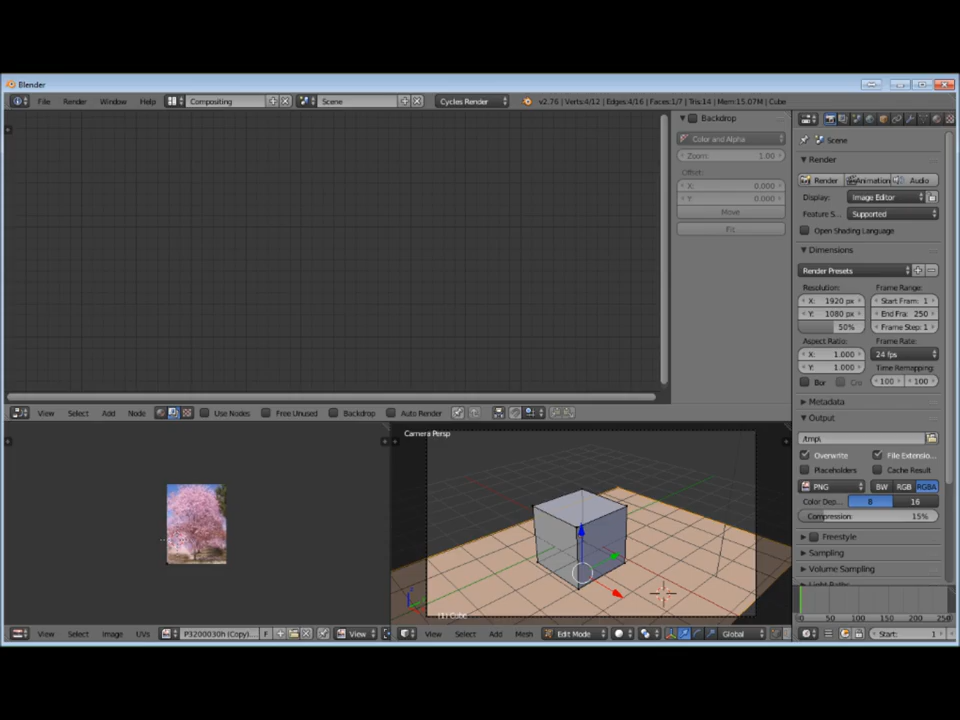 Blender
File Render Window Help Compositing Scene Cycles Render v2.76 | Verts:4/12 | Edges:4/16 | Faces:1/7 | Tris:14 | Mem:15.07M | Cube
Backdrop
Color and Alpha
Zoom: 1.00
Offset:
X: 0.000
Y: 0.000
Move
Fit
Scene
Render
Render Animation Audio
Display: Image Editor
Feature S... Supported
Open Shading Language
Dimensions
Render Presets
Resolution: Frame Range:
X: 1920 px Start Fram: 1
Y: 1080 px End Fra: 250
50% Frame Step: 1
Aspect Ratio: Frame Rate:
X: 1.000 24 fps
Y: 1.000 Time Remapping:
Bor Cro 100 100
Metadata
Output
/tmp\
Overwrite File Extensio...
Placeholders Cache Result
PNG BW RGB RGBA
Color Dep... 8 16
Compression: 15%
Freestyle
Sampling
Volume Sampling
Light Paths
View Select Add Node Use Nodes Free Unused Backdrop Auto Render
Camera Persp
(1) Cube
View Select Image UVs P3200030h (Copy)... F View
View Select Add Mesh Edit Mode Global
0 50 100 150 200 250
Start: 1